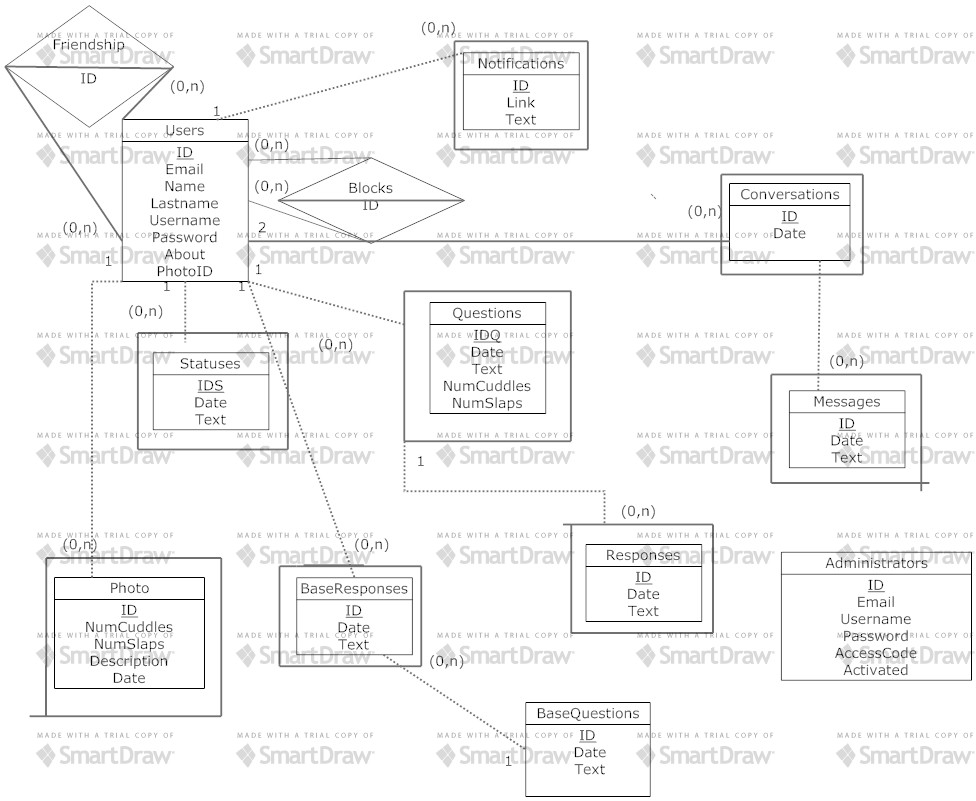 MADE WITH A TRIAL COPY OF
SmartDraw
Friendship
ID
(0,n)
(0,n)
(0,n)
Notifications
ID
Link
Text
1
Users
ID
Email
Name
Lastname
Username
Password
About
PhotoID
(0,n)
(0,n)
2
Blocks
ID
(0,n)
Conversations
ID
Date
1
1
1
1
(0,n)
(0,n)
Statuses
IDS
Date
Text
Questions
IDQ
Date
Text
NumCuddles
NumSlaps
(0,n)
Messages
ID
Date
Text
1
(0,n)
(0,n)
(0,n)
Photo
ID
NumCuddles
NumSlaps
Description
Date
BaseResponses
ID
Date
Text
Responses
ID
Date
Text
Administrators
ID
Email
Username
Password
AccessCode
Activated
(0,n)
BaseQuestions
ID
Date
Text
1